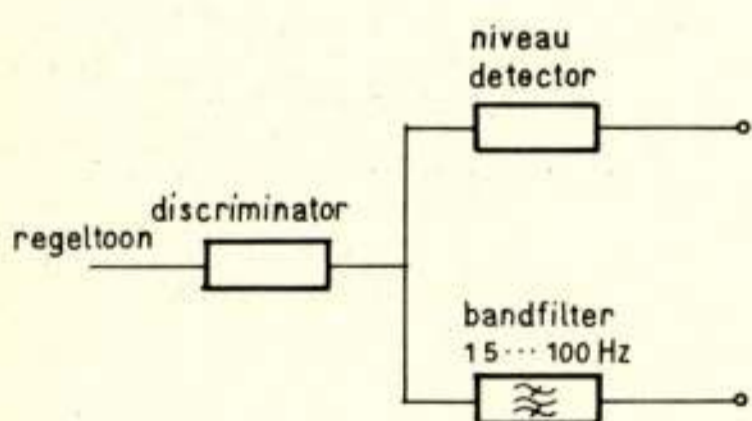 niveau
detector
discriminator
regeltoon
bandfilter
15··· 100 Hz